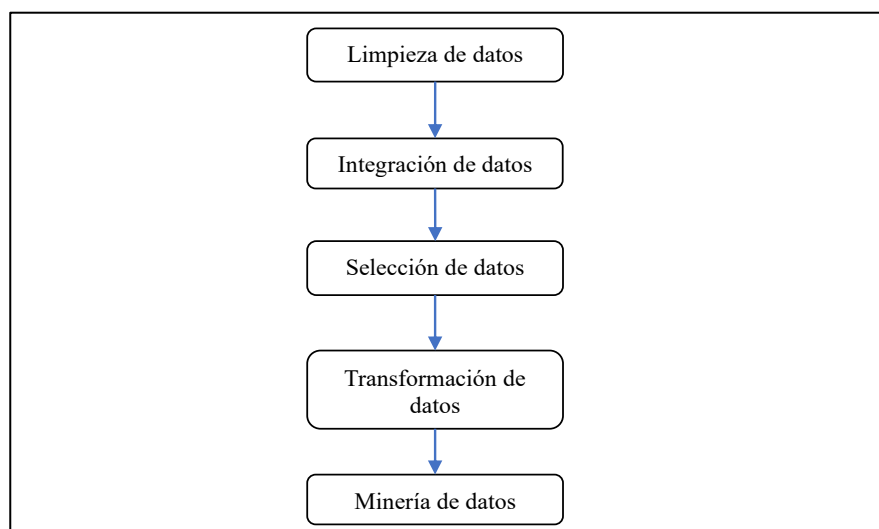 Limpieza de datos
Integración de datos
Selección de datos
Transformación de
datos
Minería de datos